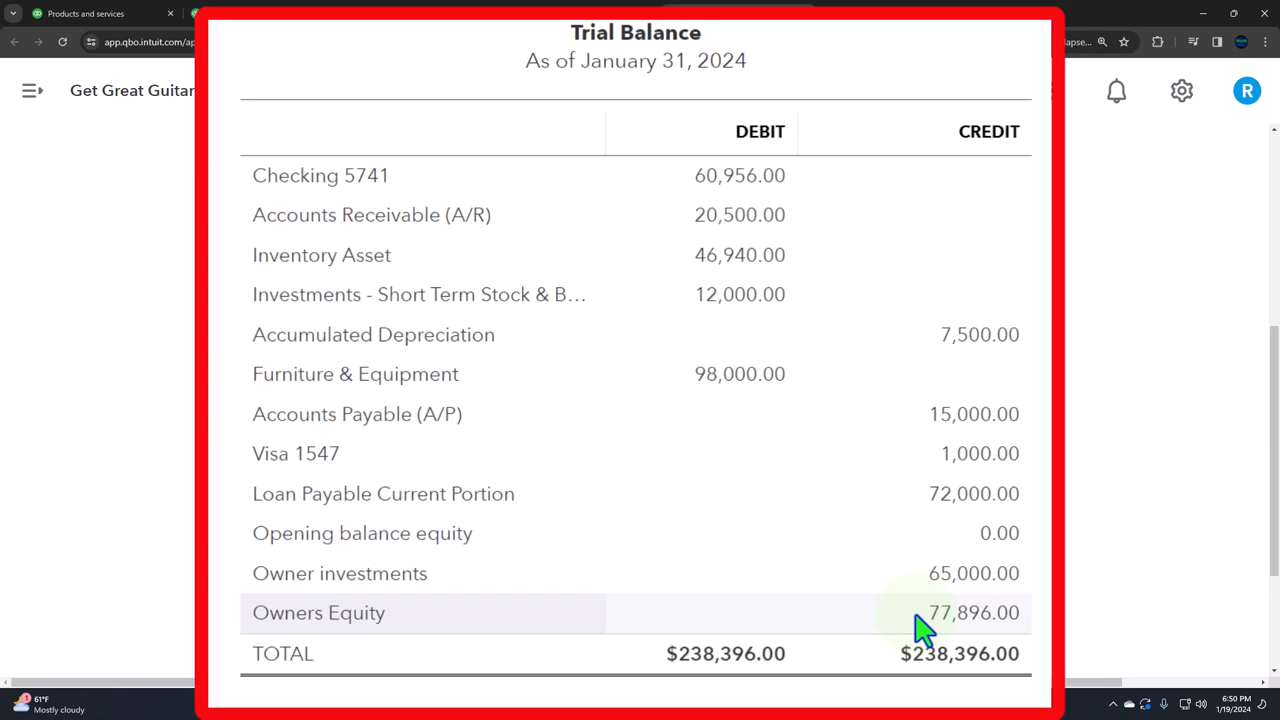 Trial Balance
As of January 31, 2024
DEBIT CREDIT
Checking 5741 60,956.00
Accounts Receivable (A/R) 20,500.00
Inventory Asset 46,940.00
Investments - Short Term Stock & B… 12,000.00
Accumulated Depreciation 7,500.00
Furniture & Equipment 98,000.00
Accounts Payable (A/P) 15,000.00
Visa 1547 1,000.00
Loan Payable Current Portion 72,000.00
Opening balance equity 0.00
Owner investments 65,000.00
Owners Equity 77,896.00
TOTAL $238,396.00 $238,396.00
QuickBooks
qbo.intuit.com/ap
Get Great Guitar
R
1
61°F
Mostly cloudy
6:50 PM
1/19/2024